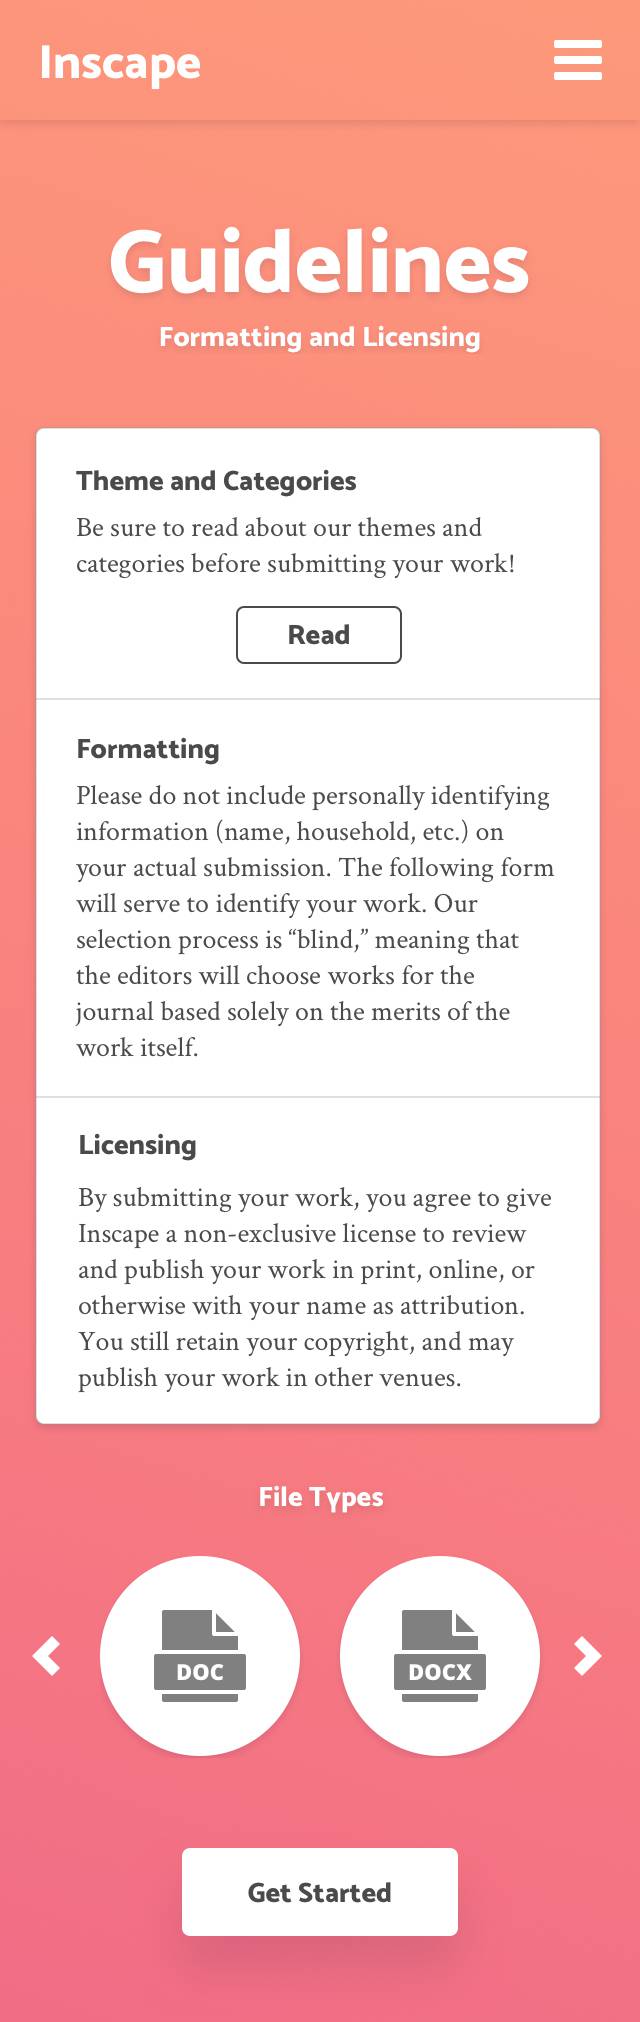 Inscape
Guidelines
Formatting and Licensing
Theme and Categories
Be sure to read about our themes and
categories before submitting your work!
Read
Formatting
Please do not include personally identifying
information (name, household, etc.) on
your actual submission. The following form
will serve to identify your work. Our
selection process is “blind,” meaning that
the editors will choose works for the
journal based solely on the merits of the
work itself.
Licensing
By submitting your work, you agree to give
Inscape a non-exclusive license to review
and publish your work in print, online, or
otherwise with your name as attribution.
You still retain your copyright, and may
publish your work in other venues.
File Types
DOC DOCX
Get Started